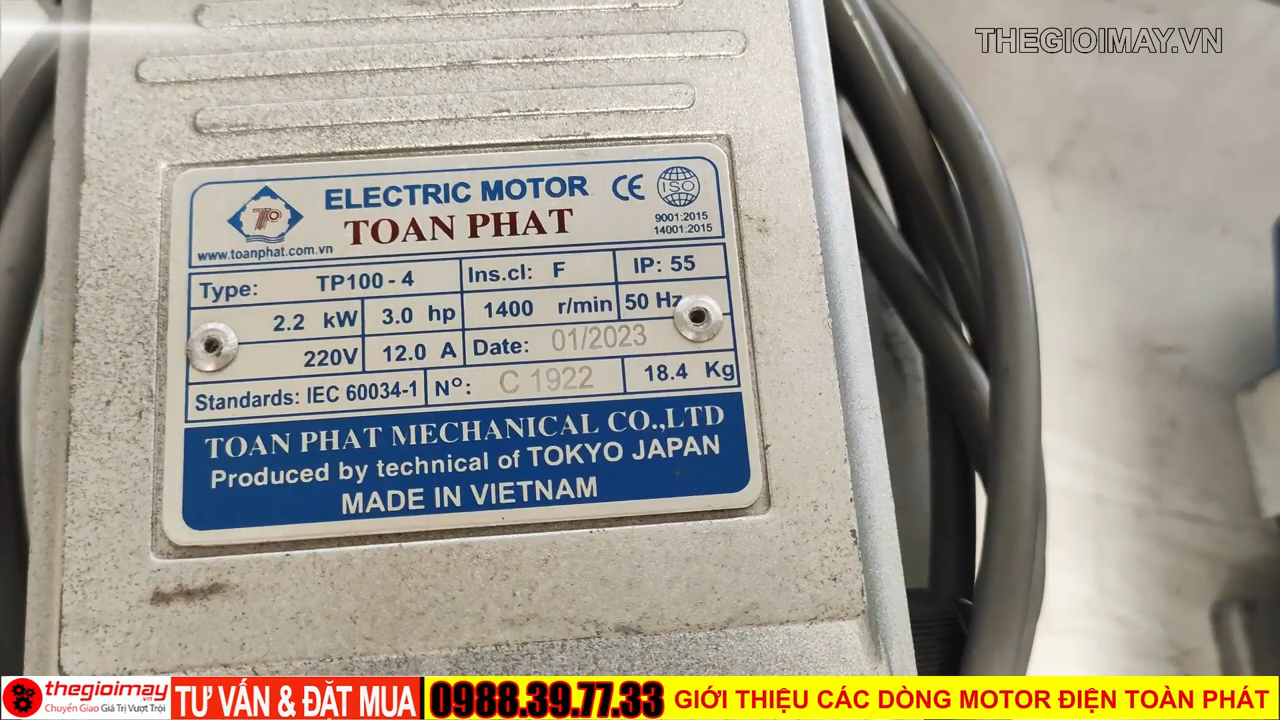 THEGIOIMAY.VN
TP
ELECTRIC MOTOR CE ISO
TOAN PHAT 9001:2015
www.toanphat.com.vn 14001:2015
Type: TP100 - 4 Ins.cl: F IP: 55
2.2 kW 3.0 hp 1400 r/min 50 Hz
220V 12.0 A Date: 01/2023
Standards: IEC 60034-1 Nº: C 1922 18.4 Kg
TOAN PHAT MECHANICAL CO.,LTD
Produced by technical of TOKYO JAPAN
MADE IN VIETNAM
thegioimay.vn
Chuyển Giao Giá Trị Vượt Trội
TƯ VẤN & ĐẶT MUA 0988.39.77.33 GIỚI THIỆU CÁC DÒNG MOTOR ĐIỆN TOÀN PHÁT